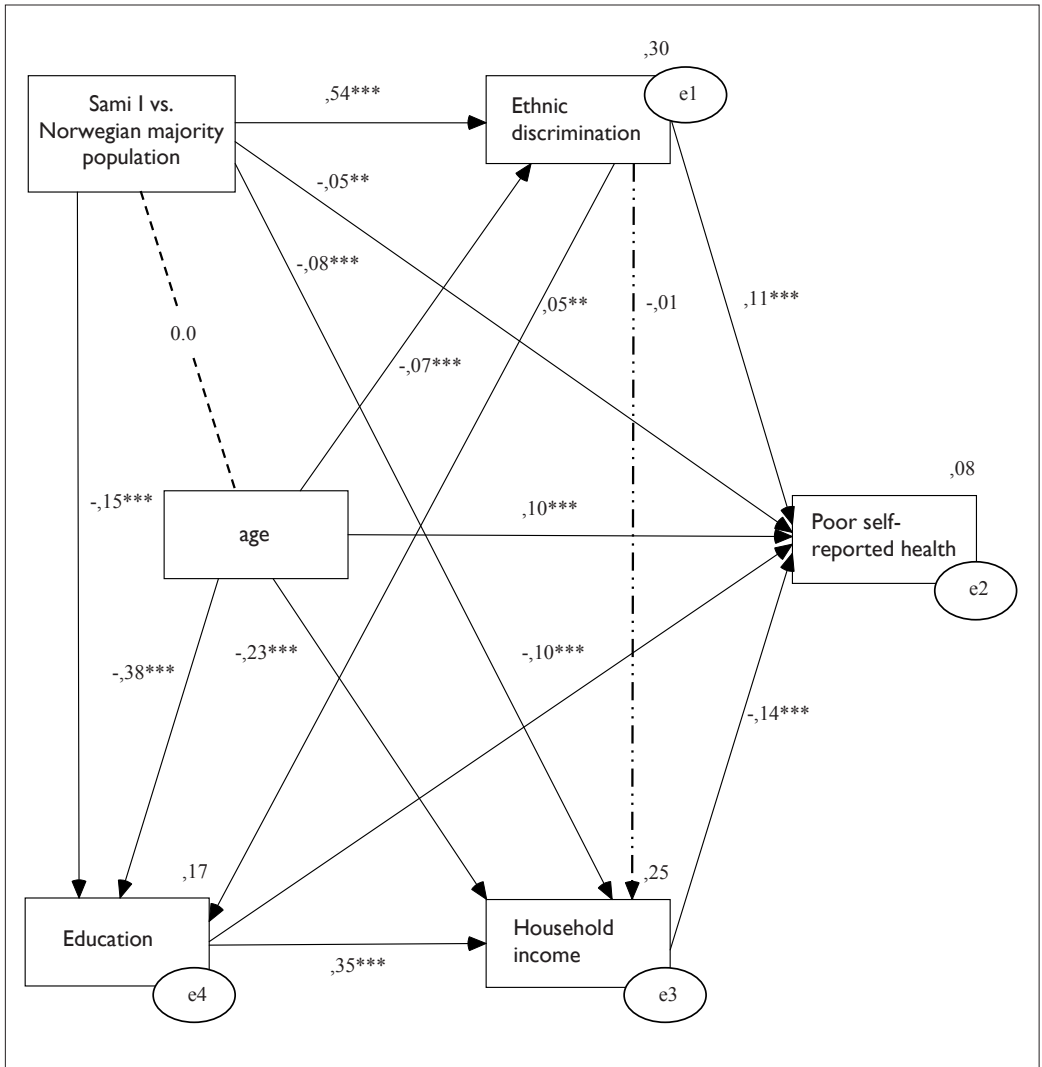 ,30
e1
Sami I vs.
Norwegian majority
population
,54***
Ethnic
discrimination
-,05**
-,08***
,05**
-,01
,11***
0.0
-,07***
,08
-,15***
age
,10***
Poor self-
reported health
e2
-,38***
-,23***
-,10***
-,14***
,17
,25
Education
,35***
Household
income
e4
e3